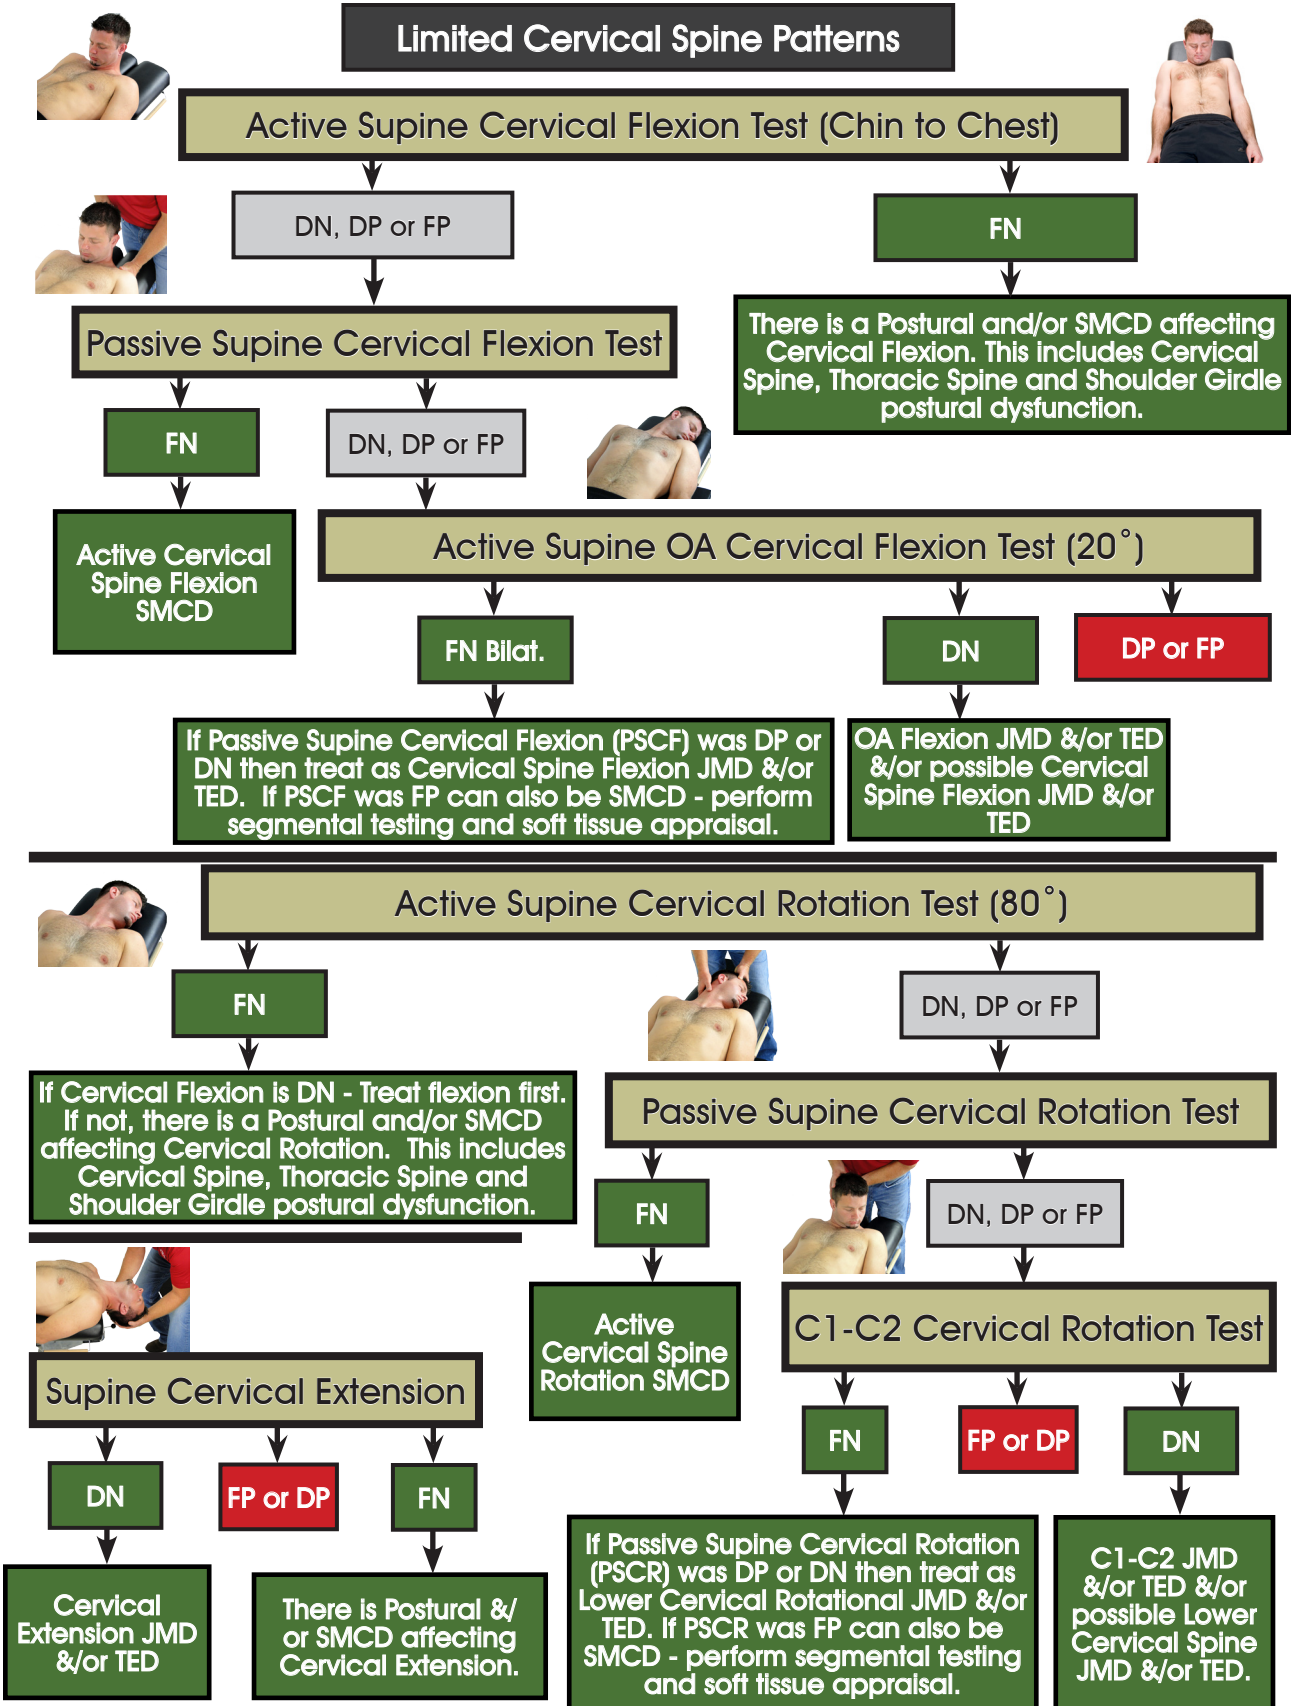 Limited Cervical Spine Patterns
Active Supine Cervical Flexion Test (Chin to Chest)
DN, DP or FP
FN
Passive Supine Cervical Flexion Test
There is a Postural and/or SMCD affecting
Cervical Flexion. This includes Cervical
Spine, Thoracic Spine and Shoulder Girdle
postural dysfunction.
FN
DN, DP or FP
Active Cervical
Spine Flexion
SMCD
Active Supine OA Cervical Flexion Test (20°)
FN Bilat.
DN
DP or FP
If Passive Supine Cervical Flexion (PSCF) was DP or
DN then treat as Cervical Spine Flexion JMD &/or
TED.  If PSCF was FP can also be SMCD - perform
segmental testing and soft tissue appraisal.
OA Flexion JMD &/or TED
&/or possible Cervical
Spine Flexion JMD &/or
TED
Active Supine Cervical Rotation Test (80°)
FN
DN, DP or FP
If Cervical Flexion is DN - Treat flexion first.
If not, there is a Postural and/or SMCD
affecting Cervical Rotation.  This includes
Cervical Spine, Thoracic Spine and
Shoulder Girdle postural dysfunction.
Passive Supine Cervical Rotation Test
FN
DN, DP or FP
Active
Cervical Spine
Rotation SMCD
C1-C2 Cervical Rotation Test
FN
FP or DP
DN
If Passive Supine Cervical Rotation
(PSCR) was DP or DN then treat as
Lower Cervical Rotational JMD &/or
TED. If PSCR was FP can also be
SMCD - perform segmental testing
and soft tissue appraisal.
C1-C2 JMD
&/or TED &/or
possible Lower
Cervical Spine
JMD &/or TED.
Supine Cervical Extension
DN
FP or DP
FN
Cervical
Extension JMD
&/or TED
There is Postural &/
or SMCD affecting
Cervical Extension.